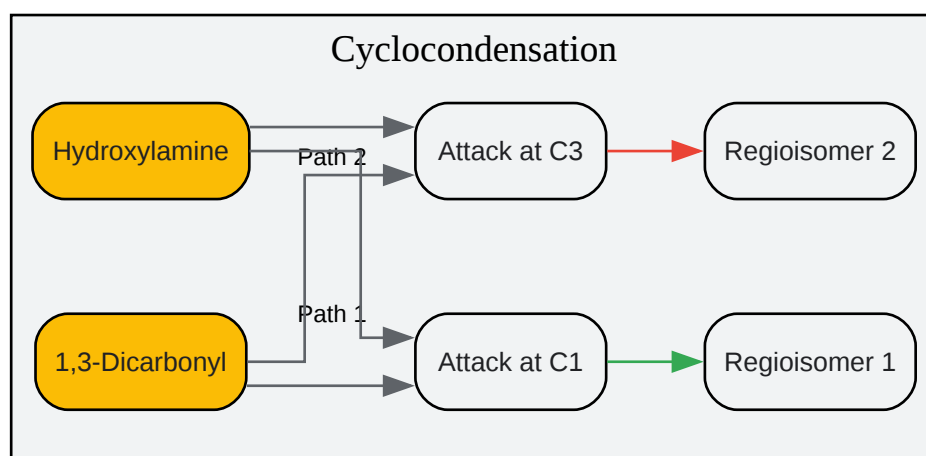 Cyclocondensation
Hydroxylamine
Path 2
Attack at C3
Regioisomer 2
Path 1
1,3-Dicarbonyl
Attack at C1
Regioisomer 1